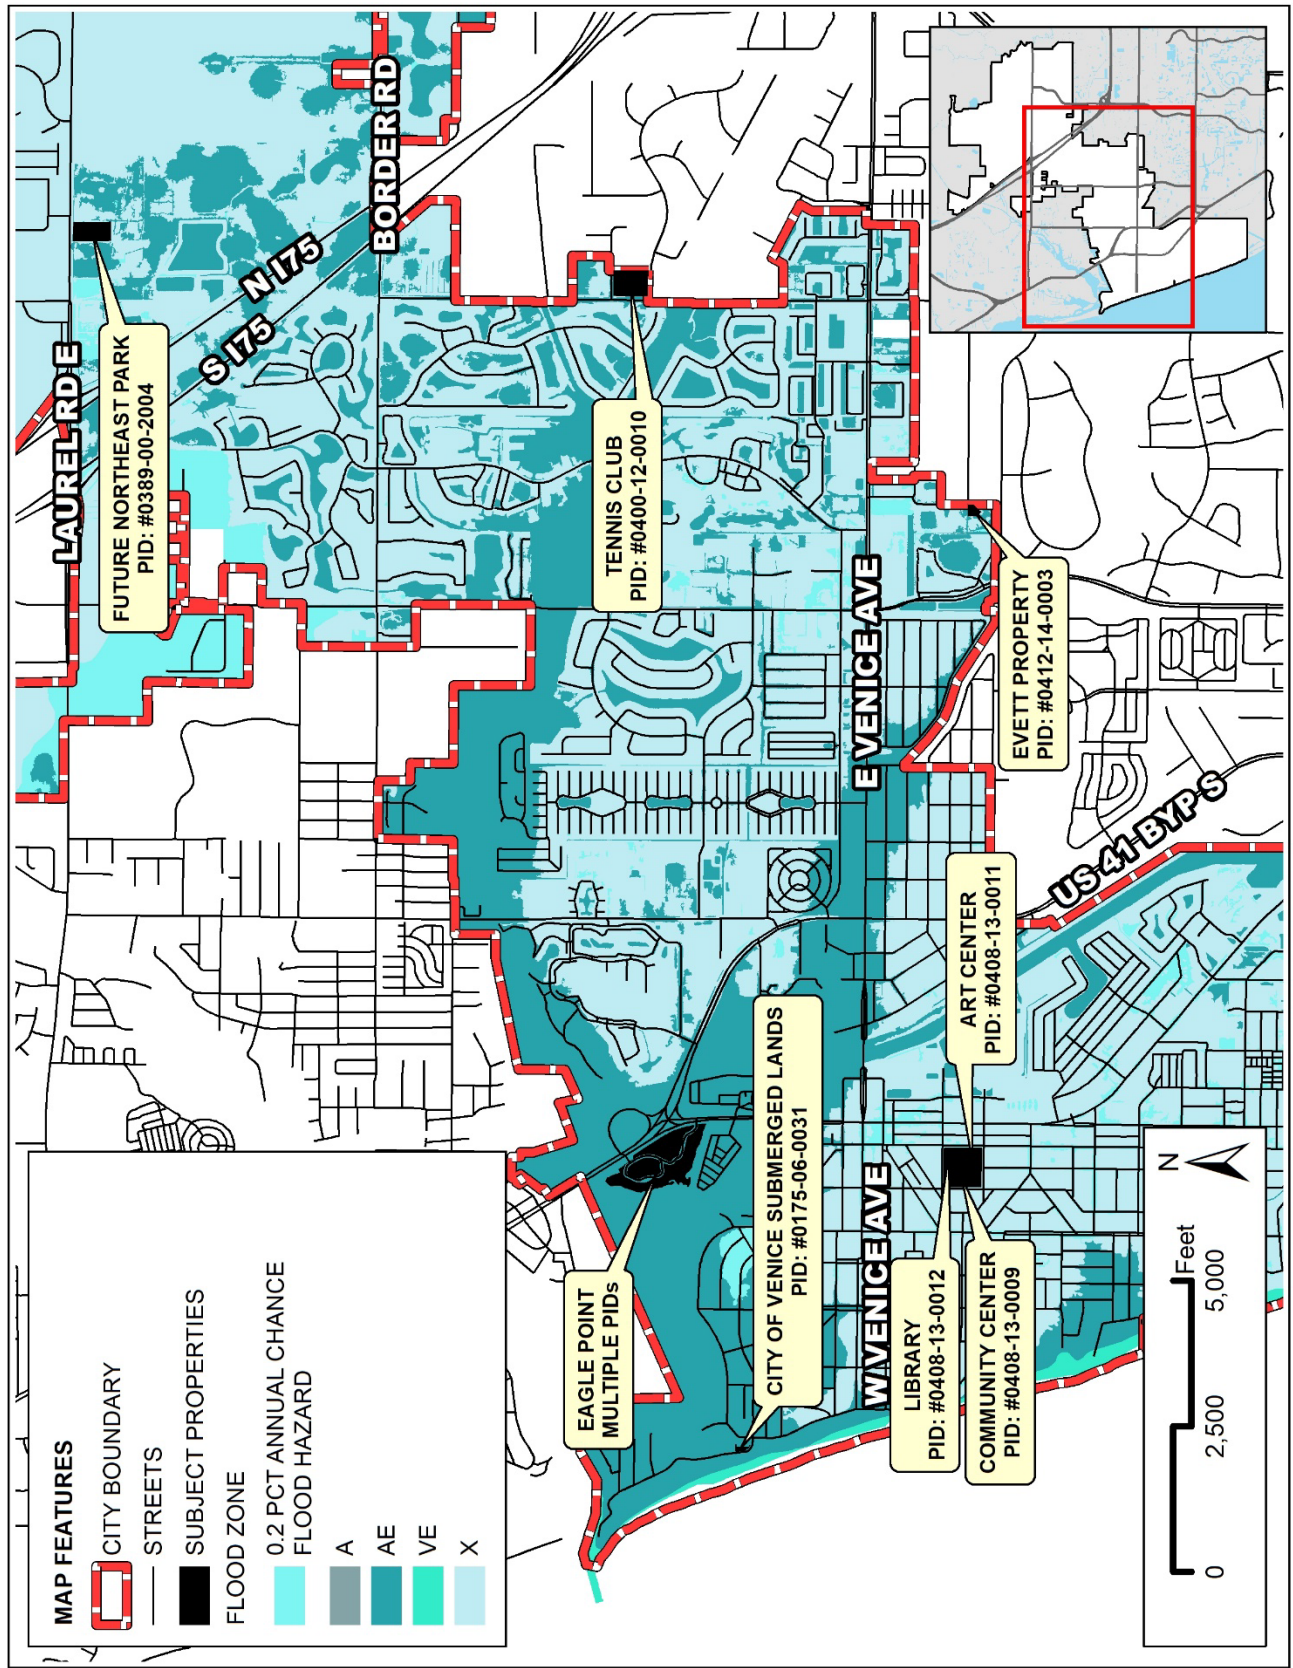 MAP FEATURES
CITY BOUNDARY
STREETS
SUBJECT PROPERTIES
FLOOD ZONE
0.2 PCT ANNUAL CHANCE
FLOOD HAZARD
A
AE
VE
X
LAUREL RD E
FUTURE NORTHEAST PARK
PID: #0389-00-2004
N I75
S I75
BORDER RD
EAGLE POINT
MULTIPLE PIDs
TENNIS CLUB
PID: #0400-12-0010
CITY OF VENICE SUBMERGED LANDS
PID: #0175-06-0031
W VENICE AVE
E VENICE AVE
LIBRARY
PID: #0408-13-0012
COMMUNITY CENTER
PID: #0408-13-0009
ART CENTER
PID: #0408-13-0011
EVETT PROPERTY
PID: #0412-14-0003
US 41 BYP S
N
0
2,500
5,000
Feet